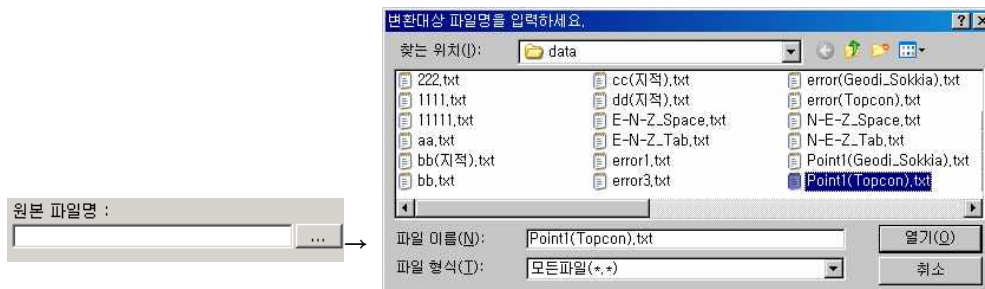 원본 파일명 :
...
→
변환대상 파일명을 입력하세요.
찾는 위치(I): data
222.txt
1111.txt
11111.txt
aa.txt
bb(지적).txt
bb.txt
cc(지적).txt
dd(지적).txt
E-N-Z_Space.txt
E-N-Z_Tab.txt
error1.txt
error3.txt
error(Geodi_Sokkia).txt
error(Topcon).txt
N-E-Z_Space.txt
N-E-Z_Tab.txt
Point1(Geodi_Sokkia).txt
Point1(Topcon).txt
파일 이름(N): Point1(Topcon).txt 열기(O)
파일 형식(T): 모든파일(*.*) 취소